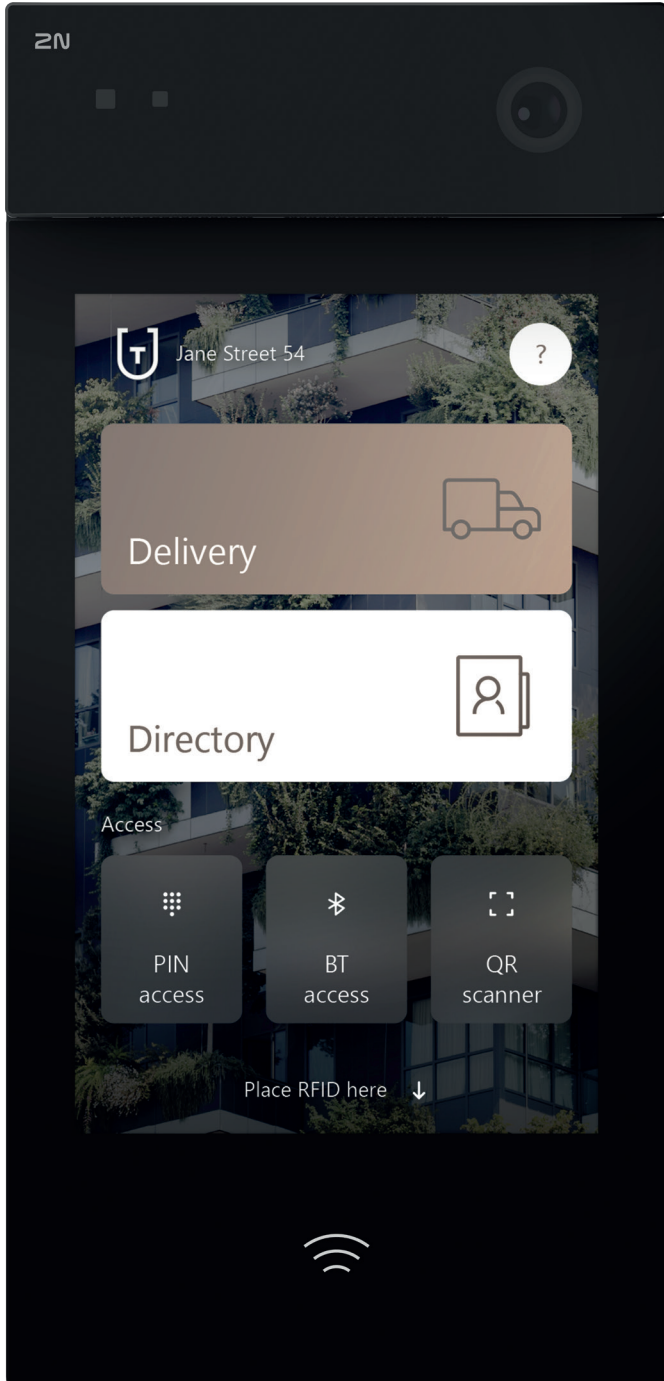 2N
T
Jane Street 54
?
Delivery
Directory
Access
PIN
access
BT
access
QR
scanner
Place RFID here ↓